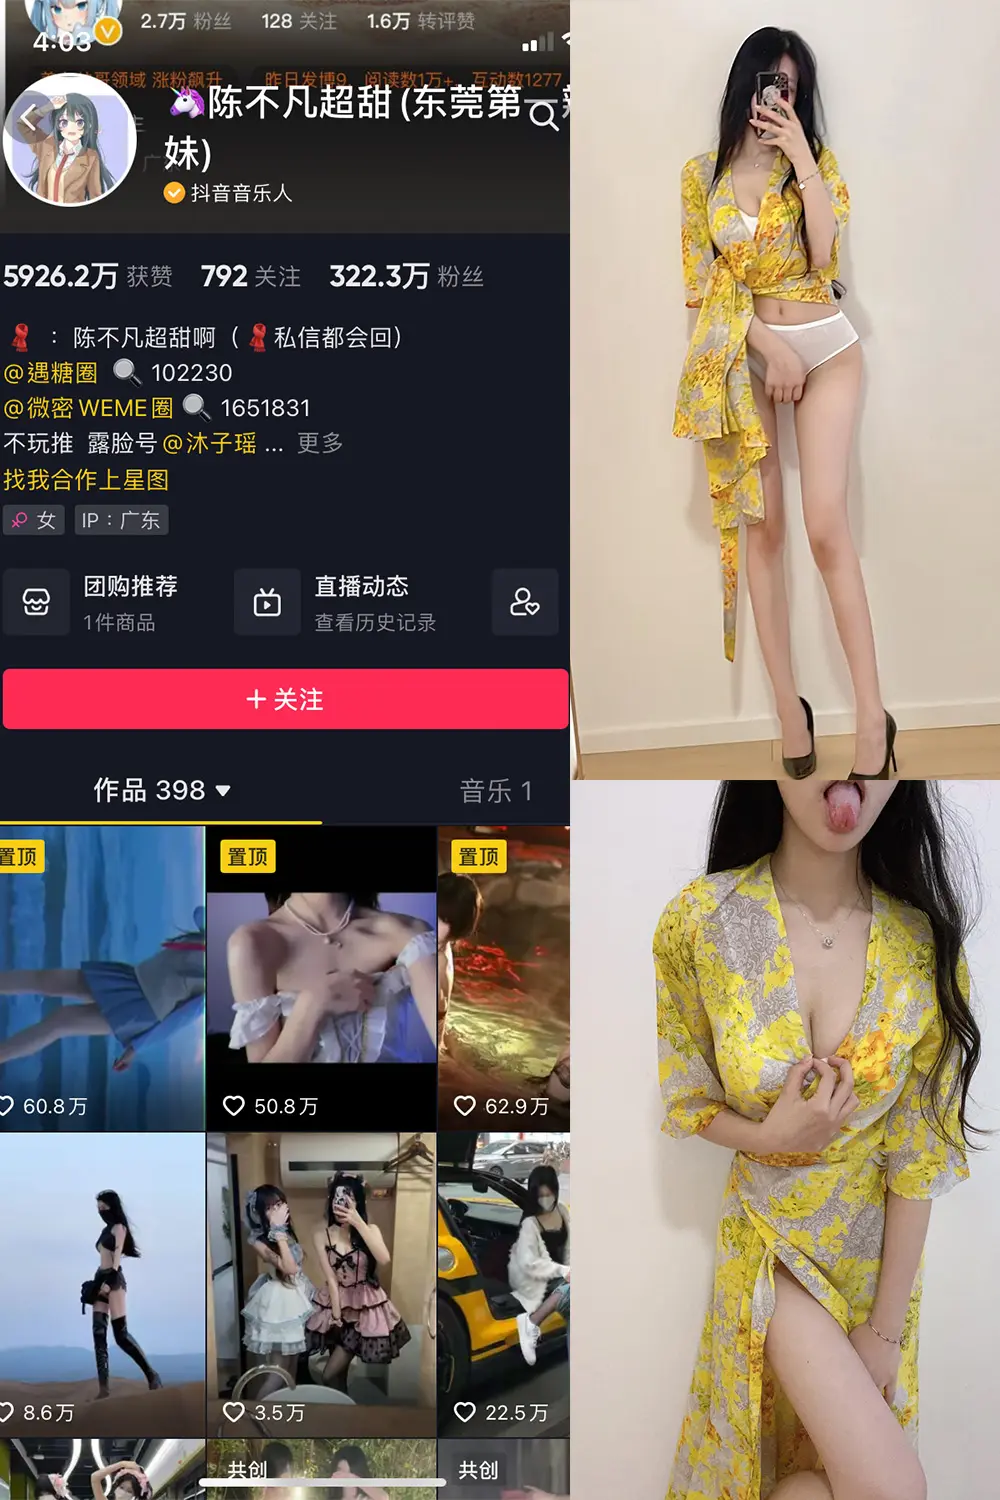 2.7万 粉丝 128 关注 1.6万 转评赞
4:03
领域 涨粉飙升 昨日发博9, 阅读数1万+, 互动数1277
陈不凡超甜(东莞第一
妹)
抖音音乐人
5926.2万 获赞 792 关注 322.3万 粉丝
： 陈不凡超甜啊（ 私信都会回）
@遇糖圈 102230
@微密WEME圈 1651831
不玩推 露脸号@沐子瑶 ... 更多
找我合作上星图
女 IP：广东
团购推荐 直播动态
1件商品 查看历史记录
+ 关注
作品 398 音乐 1
置顶 置顶 置顶
60.8万 50.8万 62.9万
8.6万 3.5万 22.5万
共创 共创